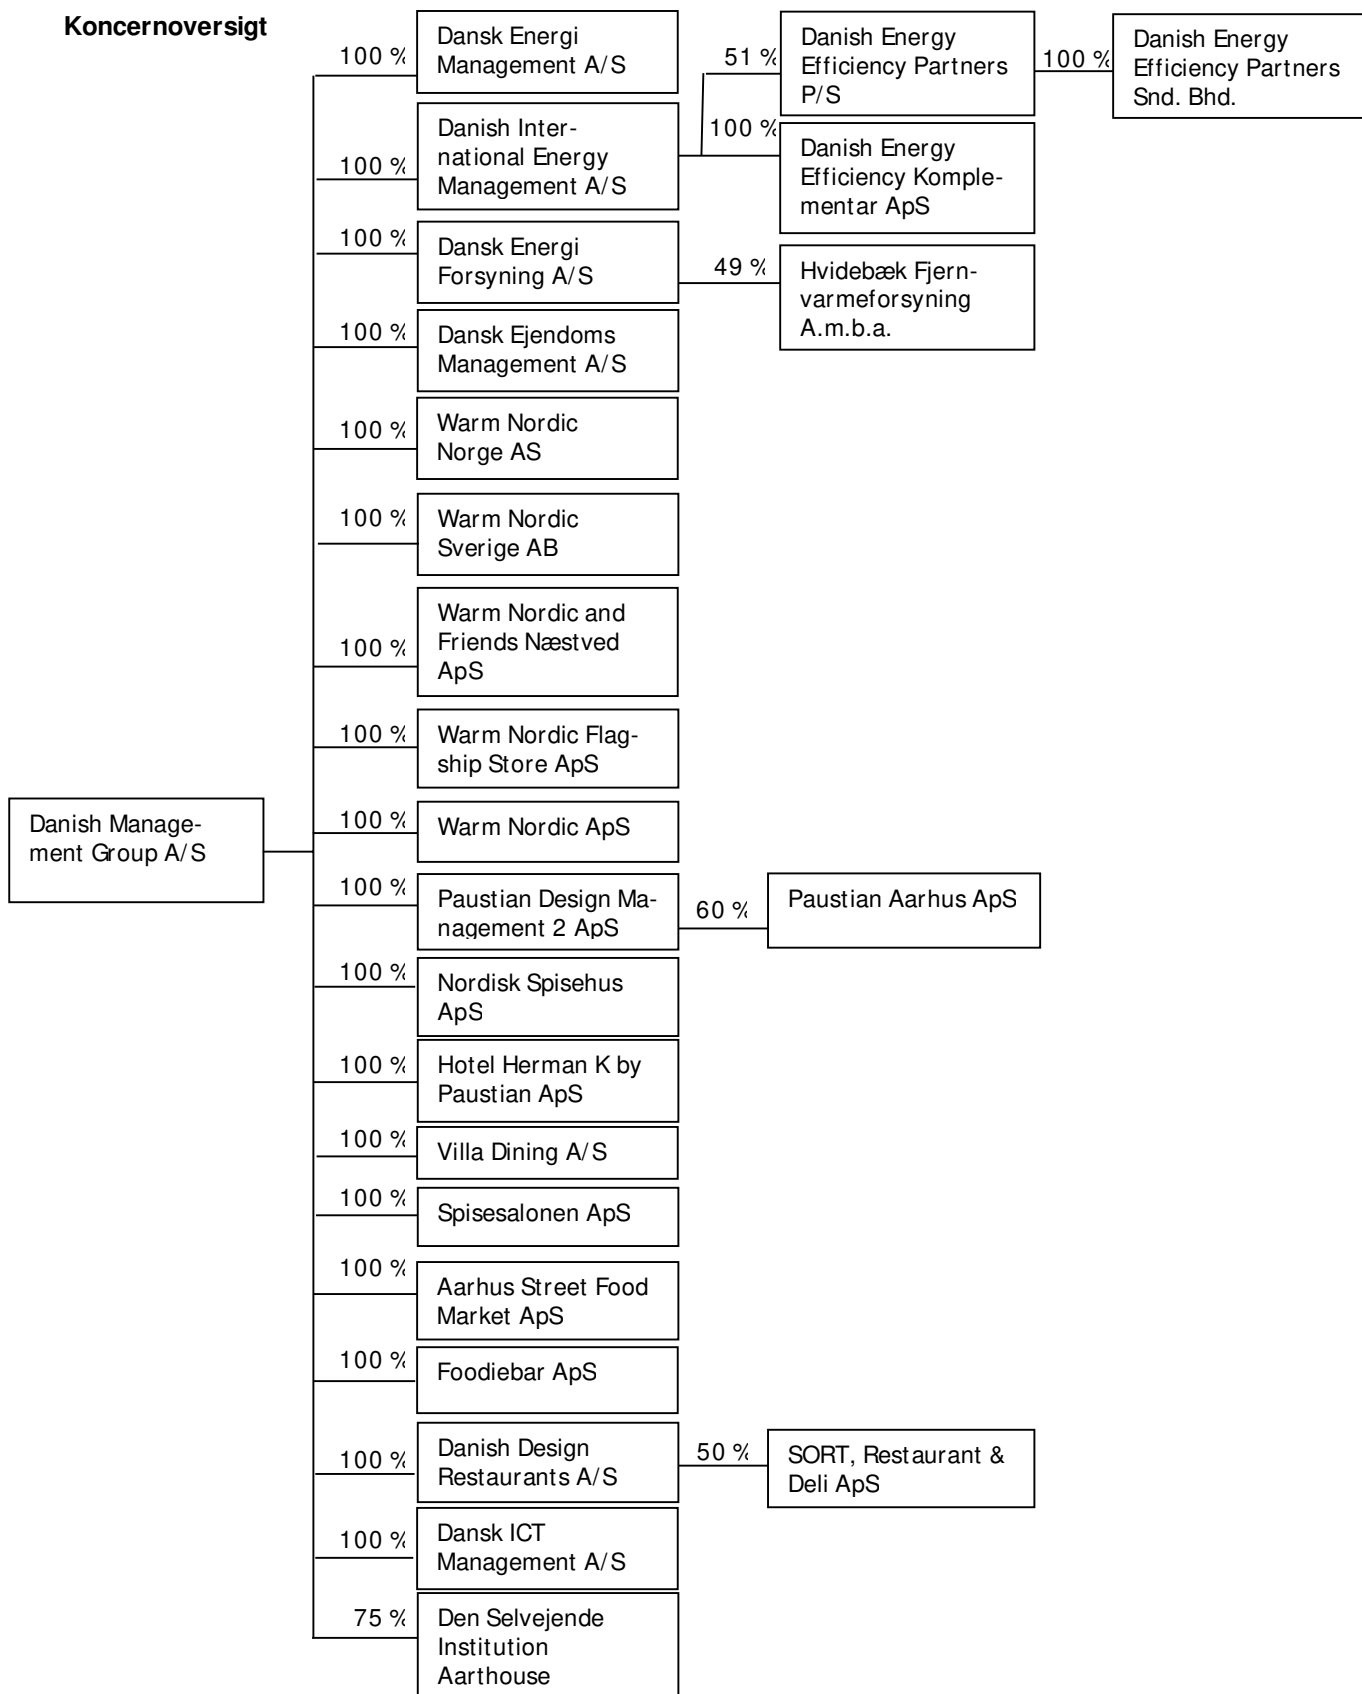 Koncernoversigt
100 %
Dansk Energi
Management A/S
51 %
Danish Energy
Efficiency Partners
P/S
100 %
Danish Energy
Efficiency Partners
Snd. Bhd.
100 %
Danish Inter-
national Energy
Management A/S
100 %
Danish Energy
Efficiency Komple-
mentar ApS
100 %
Dansk Energi
Forsyning A/S
49 %
Hvidebæk Fjern-
varmeforsyning
A.m.b.a.
100 %
Dansk Ejendoms
Management A/S
100 %
Warm Nordic
Norge AS
100 %
Warm Nordic
Sverige AB
100 %
Warm Nordic and
Friends Næstved
ApS
100 %
Warm Nordic Flag-
ship Store ApS
Danish Manage-
ment Group A/S
100 %
Warm Nordic ApS
100 %
Paustian Design Ma-
nagement 2 ApS
60 %
Paustian Aarhus ApS
100 %
Nordisk Spisehus
ApS
100 %
Hotel Herman K by
Paustian ApS
100 %
Villa Dining A/S
100 %
Spisesalonen ApS
100 %
Aarhus Street Food
Market ApS
100 %
Foodiebar ApS
100 %
Danish Design
Restaurants A/S
50 %
SORT, Restaurant &
Deli ApS
100 %
Dansk ICT
Management A/S
75 %
Den Selvejende
Institution
Aarthouse